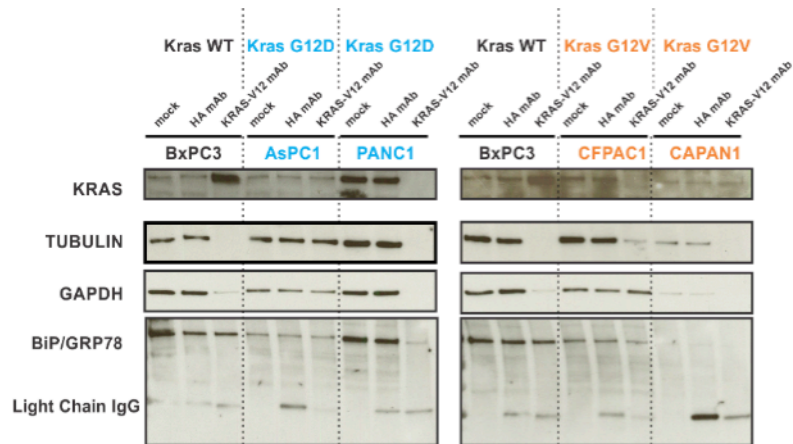 Kras WT Kras G12D Kras G12D Kras WT Kras G12V Kras G12V
mock HA mAb KRAS-V12 mAb mock HA mAb KRAS-V12 mAb mock HA mAb KRAS-V12 mAb mock HA mAb KRAS-V12 mAb mock HA mAb KRAS-V12 mAb mock HA mAb KRAS-V12 mAb
BxPC3 AsPC1 PANC1 BxPC3 CFPAC1 CAPAN1
KRAS
TUBULIN
GAPDH
BiP/GRP78
Light Chain IgG